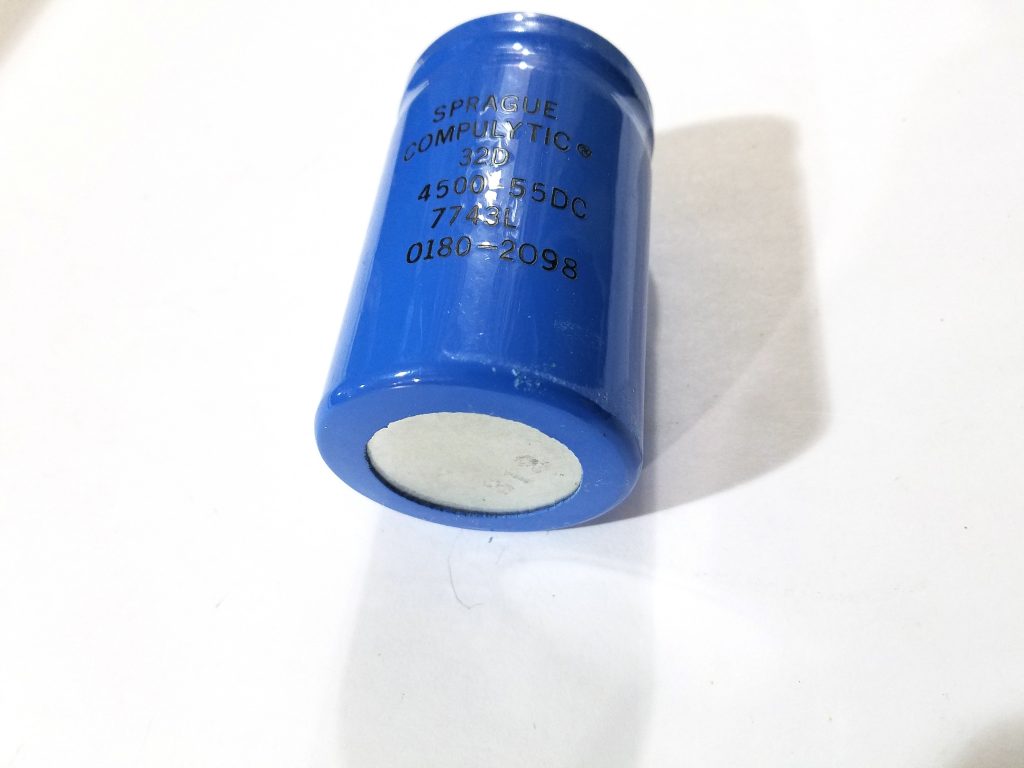 SPRAGUE
COMPULYTIC®
32D
4500-55DC
7743L
0180-2098